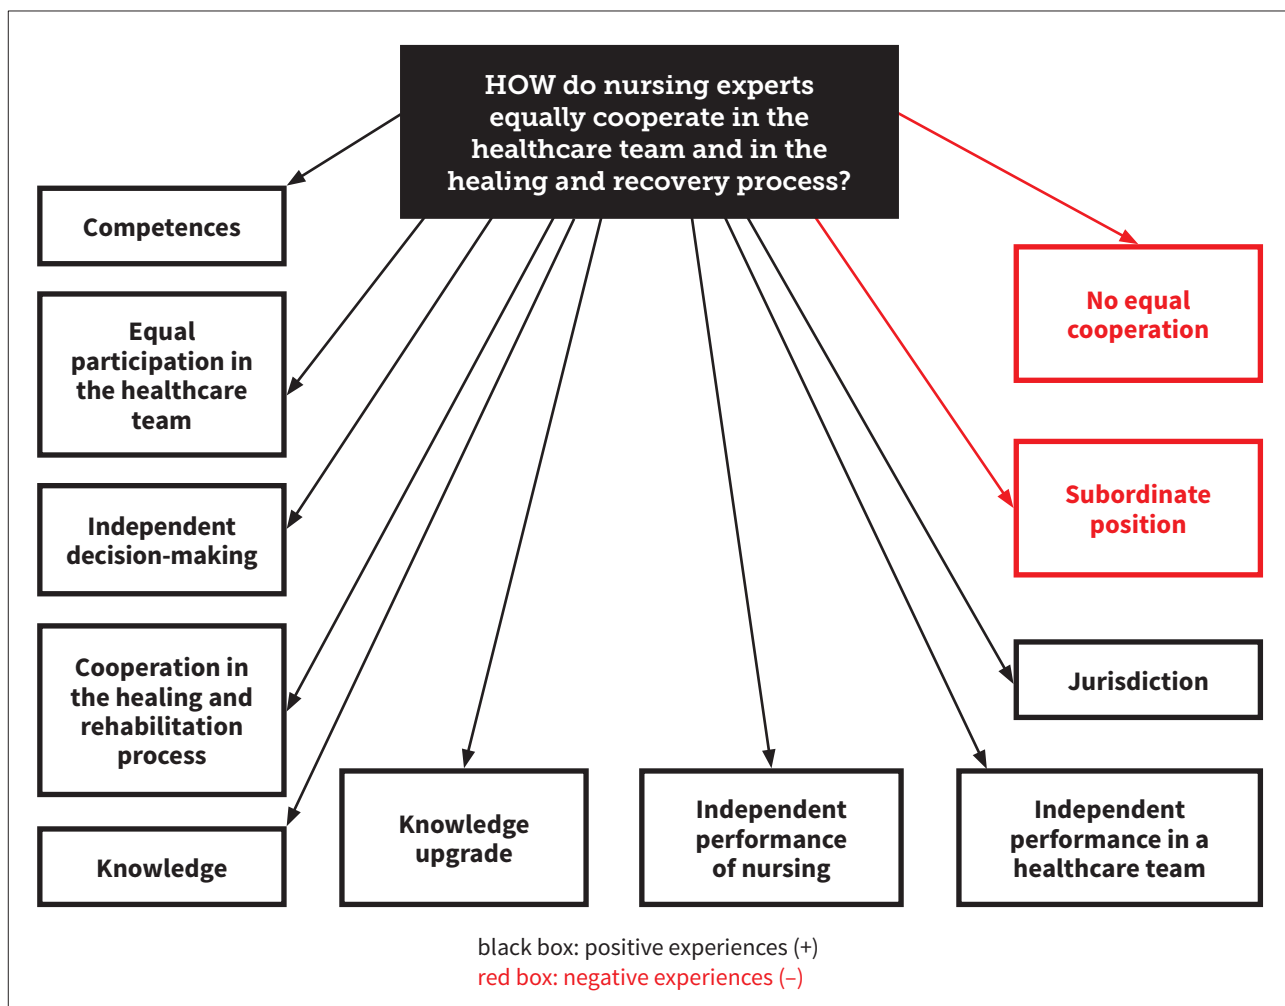 HOW do nursing experts
equally cooperate in the
healthcare team and in the
healing and recovery process?
Competences
Equal
participation in
the healthcare
team
Independent
decision-making
Cooperation in
the healing and
rehabilitation
process
Knowledge
Knowledge
upgrade
Independent
performance
of nursing
Independent
performance in a
healthcare team
Jurisdiction
Subordinate
position
No equal
cooperation
black box: positive experiences (+)
red box: negative experiences (–)